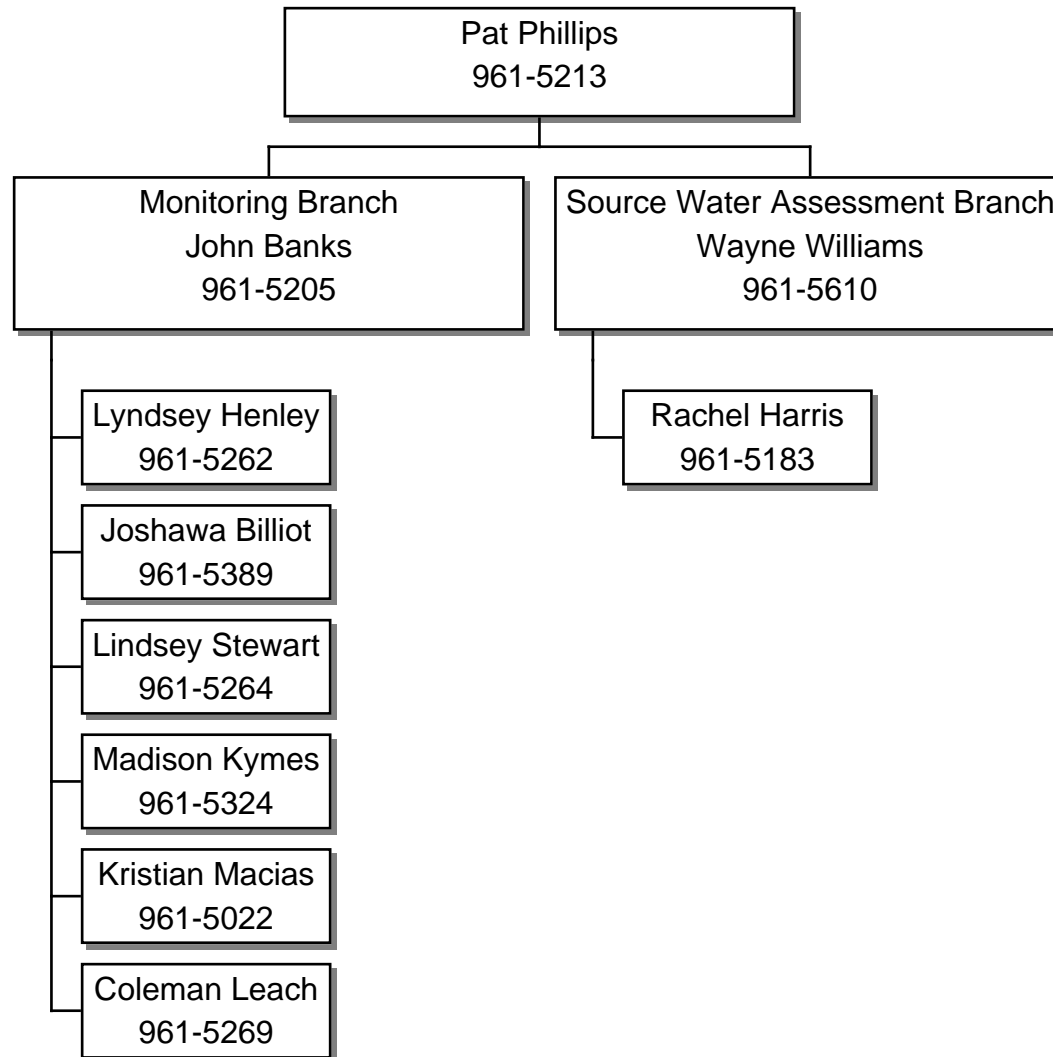 Pat Phillips
961-5213
Monitoring Branch
John Banks
961-5205
Source Water Assessment Branch
Wayne Williams
961-5610
Lyndsey Henley
961-5262
Joshawa Billiot
961-5389
Lindsey Stewart
961-5264
Madison Kymes
961-5324
Kristian Macias
961-5022
Coleman Leach
961-5269
Rachel Harris
961-5183